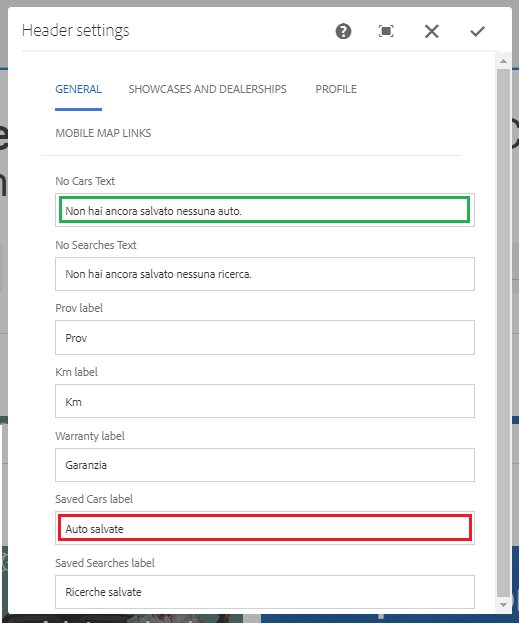 Header settings
GENERAL SHOWCASES AND DEALERSHIPS PROFILE
MOBILE MAP LINKS
No Cars Text
Non hai ancora salvato nessuna auto.
No Searches Text
Non hai ancora salvato nessuna ricerca.
Prov label
Prov
Km label
Km
Warranty label
Garanzia
Saved Cars label
Auto salvate
Saved Searches label
Ricerche salvate